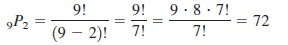 ₉P₂ = 9! / (9 − 2)! = 9! / 7! = 9 · 8 · 7! / 7! = 72